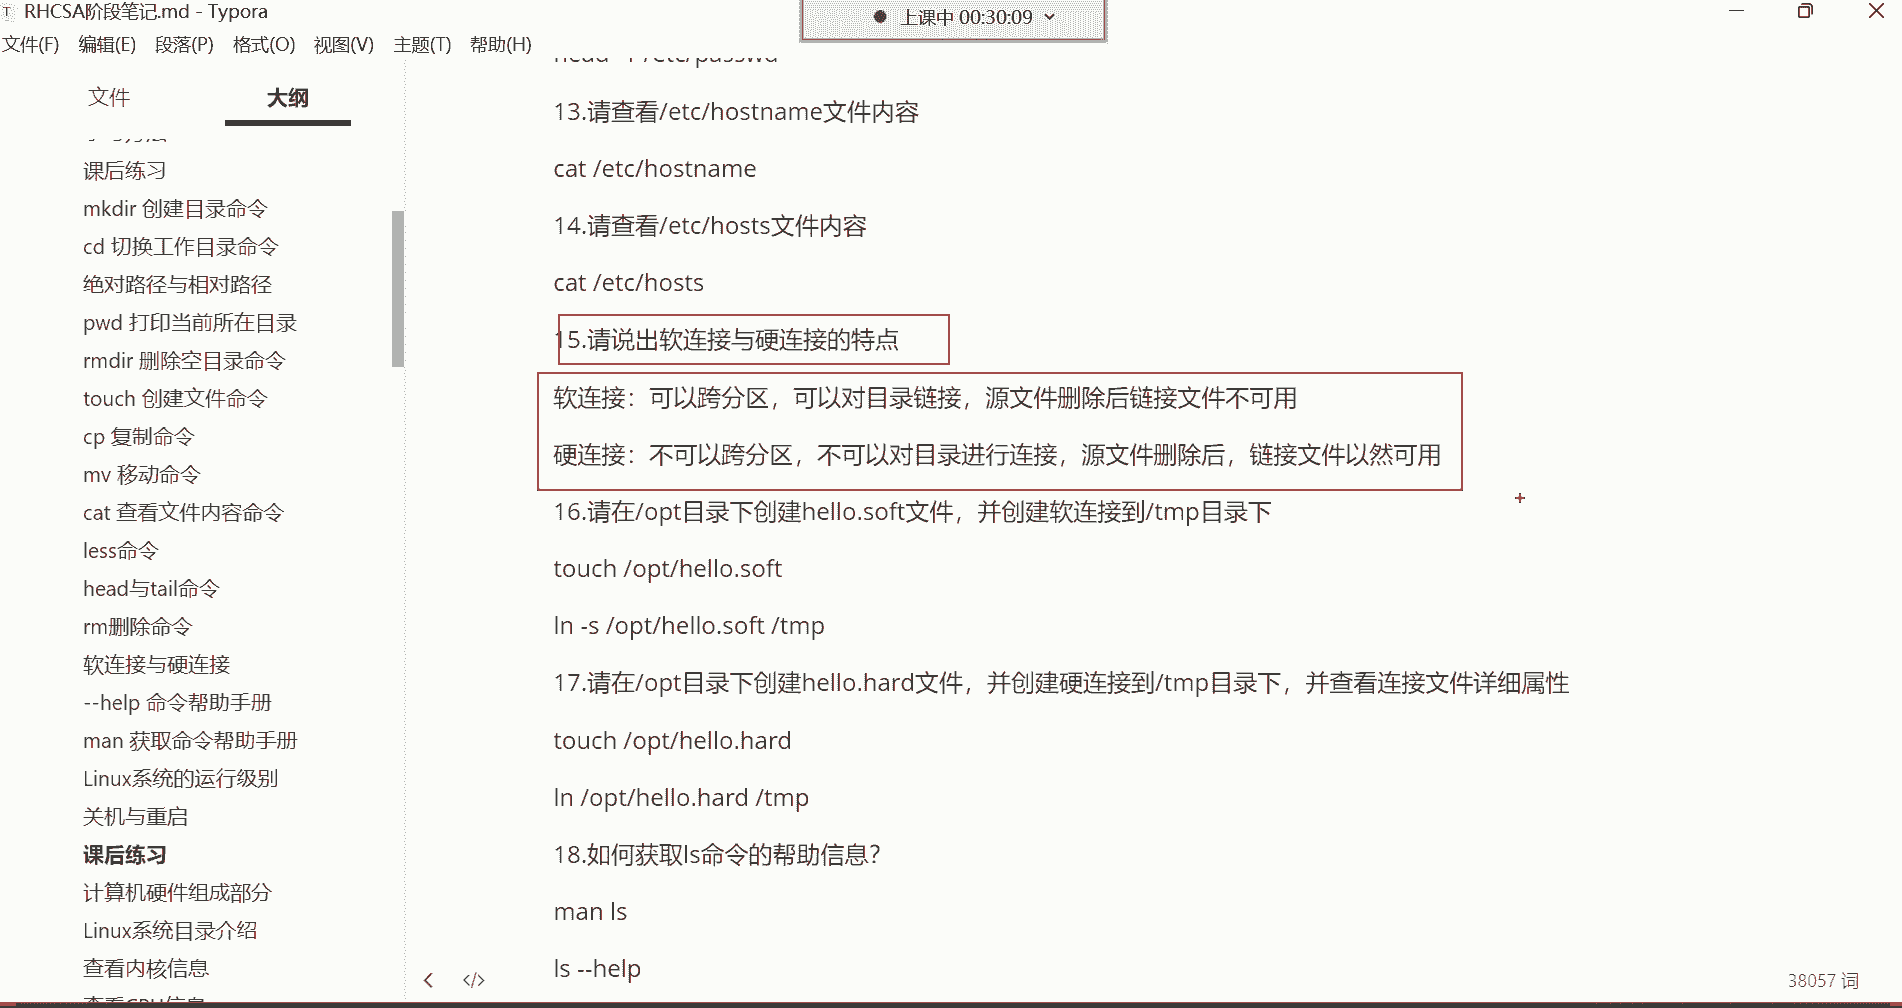 RHCSA阶段笔记.md - Typora
上课中 00:30:09
文件(F) 编辑(E) 段落(P) 格式(O) 视图(V) 主题(T) 帮助(H)
文件 大纲
课后练习
mkdir 创建目录命令
cd 切换工作目录命令
绝对路径与相对路径
pwd 打印当前所在目录
rmdir 删除空目录命令
touch 创建文件命令
cp 复制命令
mv 移动命令
cat 查看文件内容命令
less命令
head与tail命令
rm删除命令
软连接与硬连接
--help 命令帮助手册
man 获取命令帮助手册
Linux系统的运行级别
关机与重启
课后练习
计算机硬件组成部分
Linux系统目录介绍
查看内核信息
查看CPU信息
13.请查看/etc/hostname文件内容
cat /etc/hostname
14.请查看/etc/hosts文件内容
cat /etc/hosts
15.请说出软连接与硬连接的特点
软连接：可以跨分区，可以对目录链接，源文件删除后链接文件不可用
硬连接：不可以跨分区，不可以对目录进行连接，源文件删除后，链接文件以然可用
16.请在/opt目录下创建hello.soft文件，并创建软连接到/tmp目录下
touch /opt/hello.soft
ln -s /opt/hello.soft /tmp
17.请在/opt目录下创建hello.hard文件，并创建硬连接到/tmp目录下，并查看连接文件详细属性
touch /opt/hello.hard
ln /opt/hello.hard /tmp
18.如何获取ls命令的帮助信息？
man ls
ls --help
38057 词